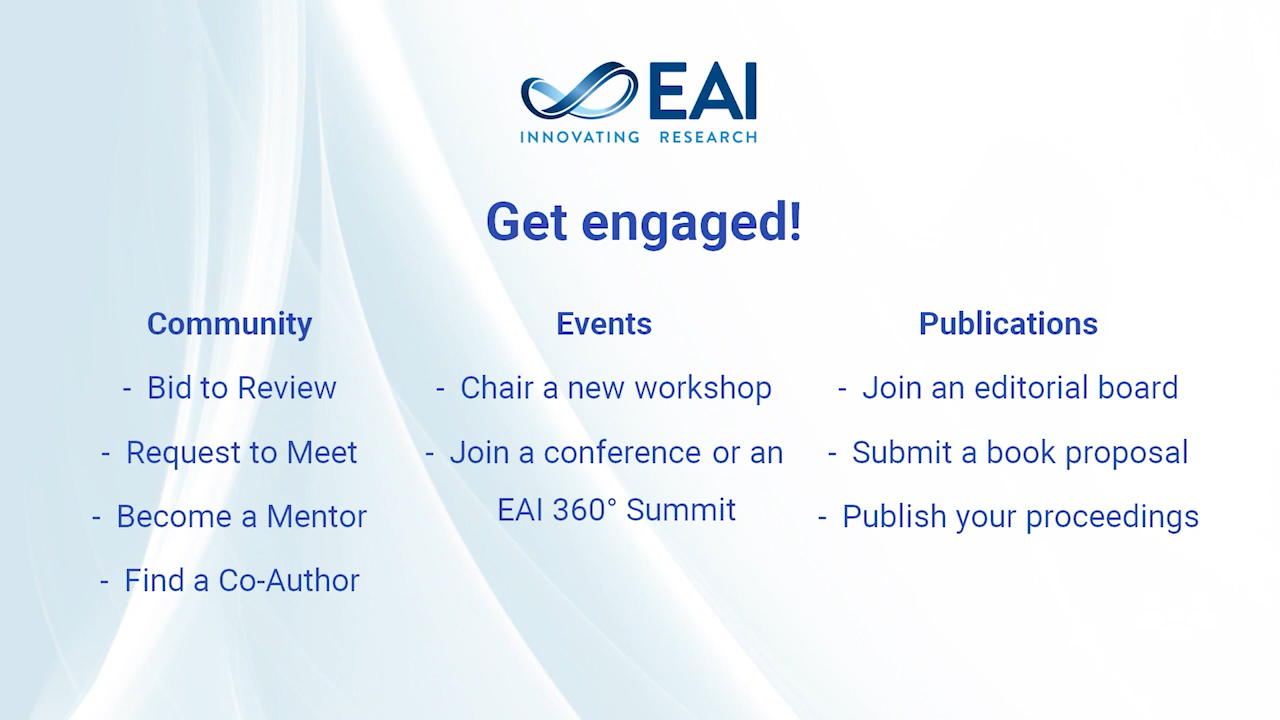 EAI
INNOVATING RESEARCH
Get engaged!
Community
- Bid to Review
- Request to Meet
- Become a Mentor
- Find a Co-Author
Events
- Chair a new workshop
- Join a conference or an
EAI 360° Summit
Publications
- Join an editorial board
- Submit a book proposal
- Publish your proceedings